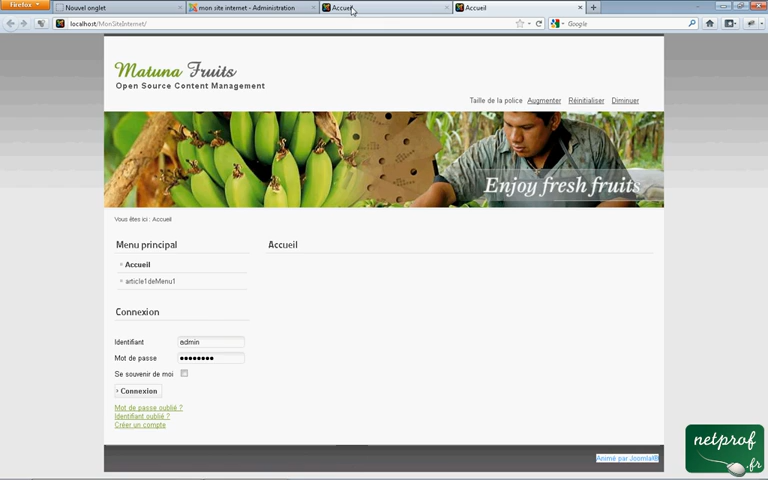 Firefox
Nouvel onglet
mon site internet - Administration
Accueil
Accueil
localhost/MonSiteInternet/
Google
Matuna Fruits
Open Source Content Management
Taille de la police Augmenter Réinitialiser Diminuer
Enjoy fresh fruits
Vous êtes ici : Accueil
Menu principal
Accueil
Accueil
article1deMenu1
Connexion
Identifiant admin
Mot de passe
Se souvenir de moi
Connexion
Mot de passe oublié ?
Identifiant oublié ?
Créer un compte
Animé par Joomla!®
netprof
.fr